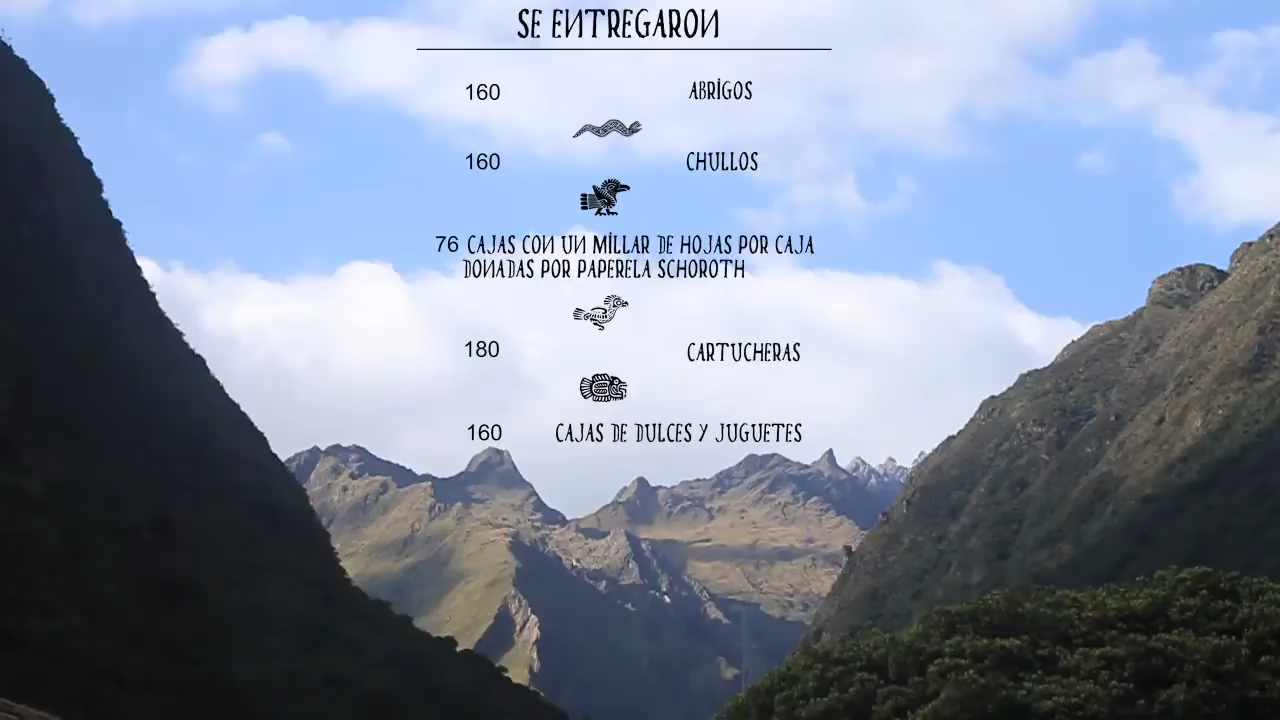 SE ENTREGARON
160 ABRIGOS
160 CHULLOS
76 CAJAS CON UN MILLAR DE HOJAS POR CAJA
DONADAS POR PAPERELA SCHOROTH
180 CARTUCHERAS
160 CAJAS DE DULCES Y JUGUETES